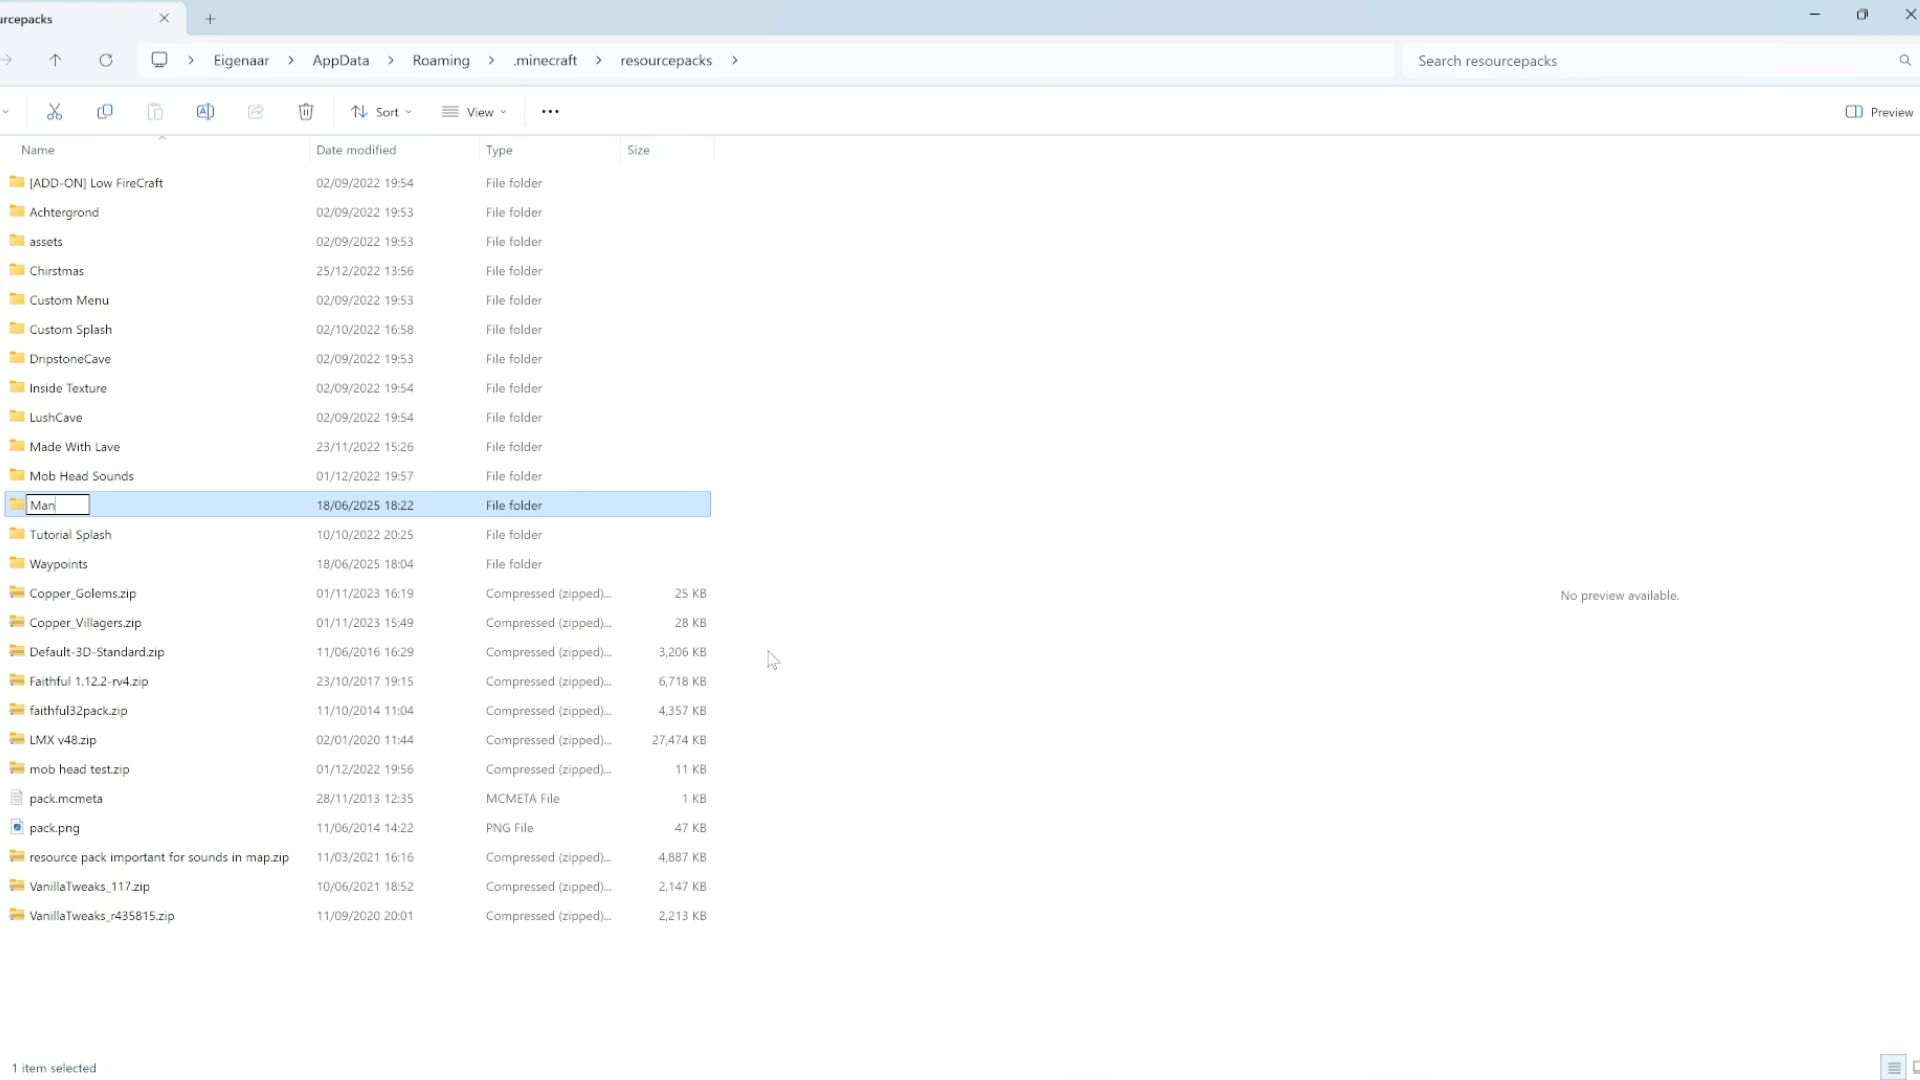 urcepacks
Eigenaar AppData Roaming .minecraft resourcepacks Search resourcepacks
Sort View Preview
Name Date modified Type Size
[ADD-ON] Low FireCraft 02/09/2022 19:54 File folder
Achtergrond 02/09/2022 19:53 File folder
assets 02/09/2022 19:53 File folder
Chirstmas 25/12/2022 13:56 File folder
Custom Menu 02/09/2022 19:53 File folder
Custom Splash 02/10/2022 16:58 File folder
DripstoneCave 02/09/2022 19:53 File folder
Inside Texture 02/09/2022 19:54 File folder
LushCave 02/09/2022 19:54 File folder
Made With Lave 23/11/2022 15:26 File folder
Mob Head Sounds 01/12/2022 19:57 File folder
Man 18/06/2025 18:22 File folder
Tutorial Splash 10/10/2022 20:25 File folder
Waypoints 18/06/2025 18:04 File folder
Copper_Golems.zip 01/11/2023 16:19 Compressed (zipped)... 25 KB
Copper_Villagers.zip 01/11/2023 15:49 Compressed (zipped)... 28 KB
Default-3D-Standard.zip 11/06/2016 16:29 Compressed (zipped)... 3,206 KB
Faithful 1.12.2-rv4.zip 23/10/2017 19:15 Compressed (zipped)... 6,718 KB
faithful32pack.zip 11/10/2014 11:04 Compressed (zipped)... 4,357 KB
LMX v48.zip 02/01/2020 11:44 Compressed (zipped)... 27,474 KB
mob head test.zip 01/12/2022 19:56 Compressed (zipped)... 11 KB
pack.mcmeta 28/11/2013 12:35 MCMETA File 1 KB
pack.png 11/06/2014 14:22 PNG File 47 KB
resource pack important for sounds in map.zip 11/03/2021 16:16 Compressed (zipped)... 4,887 KB
VanillaTweaks_117.zip 10/06/2021 18:52 Compressed (zipped)... 2,147 KB
VanillaTweaks_r435815.zip 11/09/2020 20:01 Compressed (zipped)... 2,213 KB
No preview available.
1 item selected